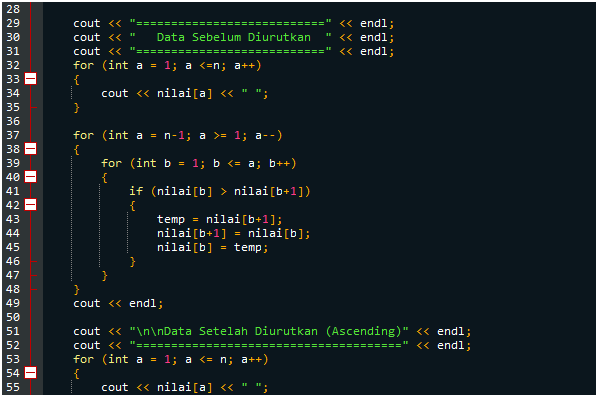 28
29 cout << "===========================" << endl;
30 cout << "   Data Sebelum Diurutkan  " << endl;
31 cout << "===========================" << endl;
32 for (int a = 1; a <=n; a++)
33 {
34     cout << nilai[a] << " ";
35 }
36
37 for (int a = n-1; a >= 1; a--)
38 {
39     for (int b = 1; b <= a; b++)
40     {
41         if (nilai[b] > nilai[b+1])
42         {
43             temp = nilai[b+1];
44             nilai[b+1] = nilai[b];
45             nilai[b] = temp;
46         }
47     }
48 }
49 cout << endl;
50
51 cout << "\n\nData Setelah Diurutkan (Ascending)" << endl;
52 cout << "======================================" << endl;
53 for (int a = 1; a <= n; a++)
54 {
55     cout << nilai[a] << " ";